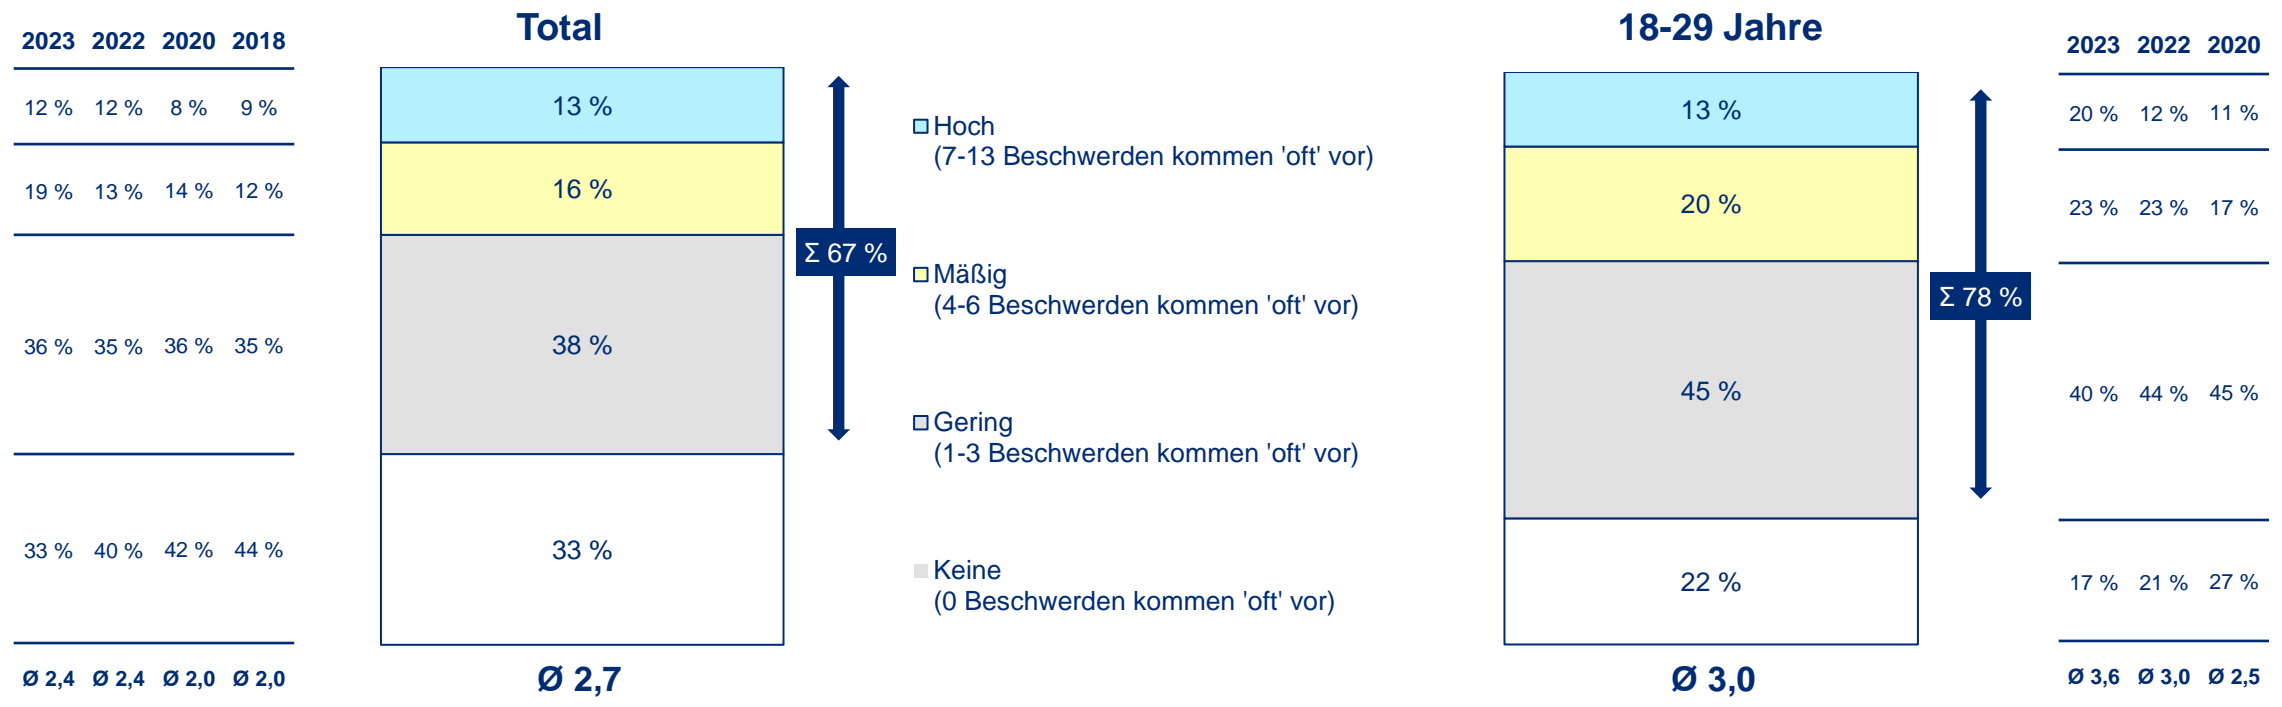 Total
18-29 Jahre
2023 2022 2020 2018
12 % 12 % 8 % 9 %
19 % 13 % 14 % 12 %
36 % 35 % 36 % 35 %
33 % 40 % 42 % 44 %
Ø 2,4 Ø 2,4 Ø 2,0 Ø 2,0
13 %
16 %
38 %
33 %
Ø 2,7
Σ 67 %
Hoch
(7-13 Beschwerden kommen 'oft' vor)
Mäßig
(4-6 Beschwerden kommen 'oft' vor)
Gering
(1-3 Beschwerden kommen 'oft' vor)
Keine
(0 Beschwerden kommen 'oft' vor)
13 %
20 %
45 %
22 %
Ø 3,0
Σ 78 %
2023 2022 2020
20 % 12 % 11 %
23 % 23 % 17 %
40 % 44 % 45 %
17 % 21 % 27 %
Ø 3,6 Ø 3,0 Ø 2,5